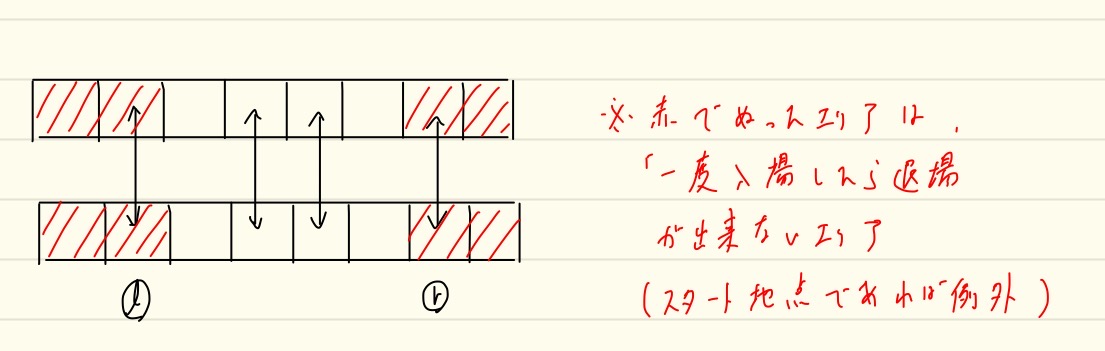 ※ 赤でぬったエリアは、
「一度入場したら退場
が出来ないエリア
(スタート地点であれば例外)
l r